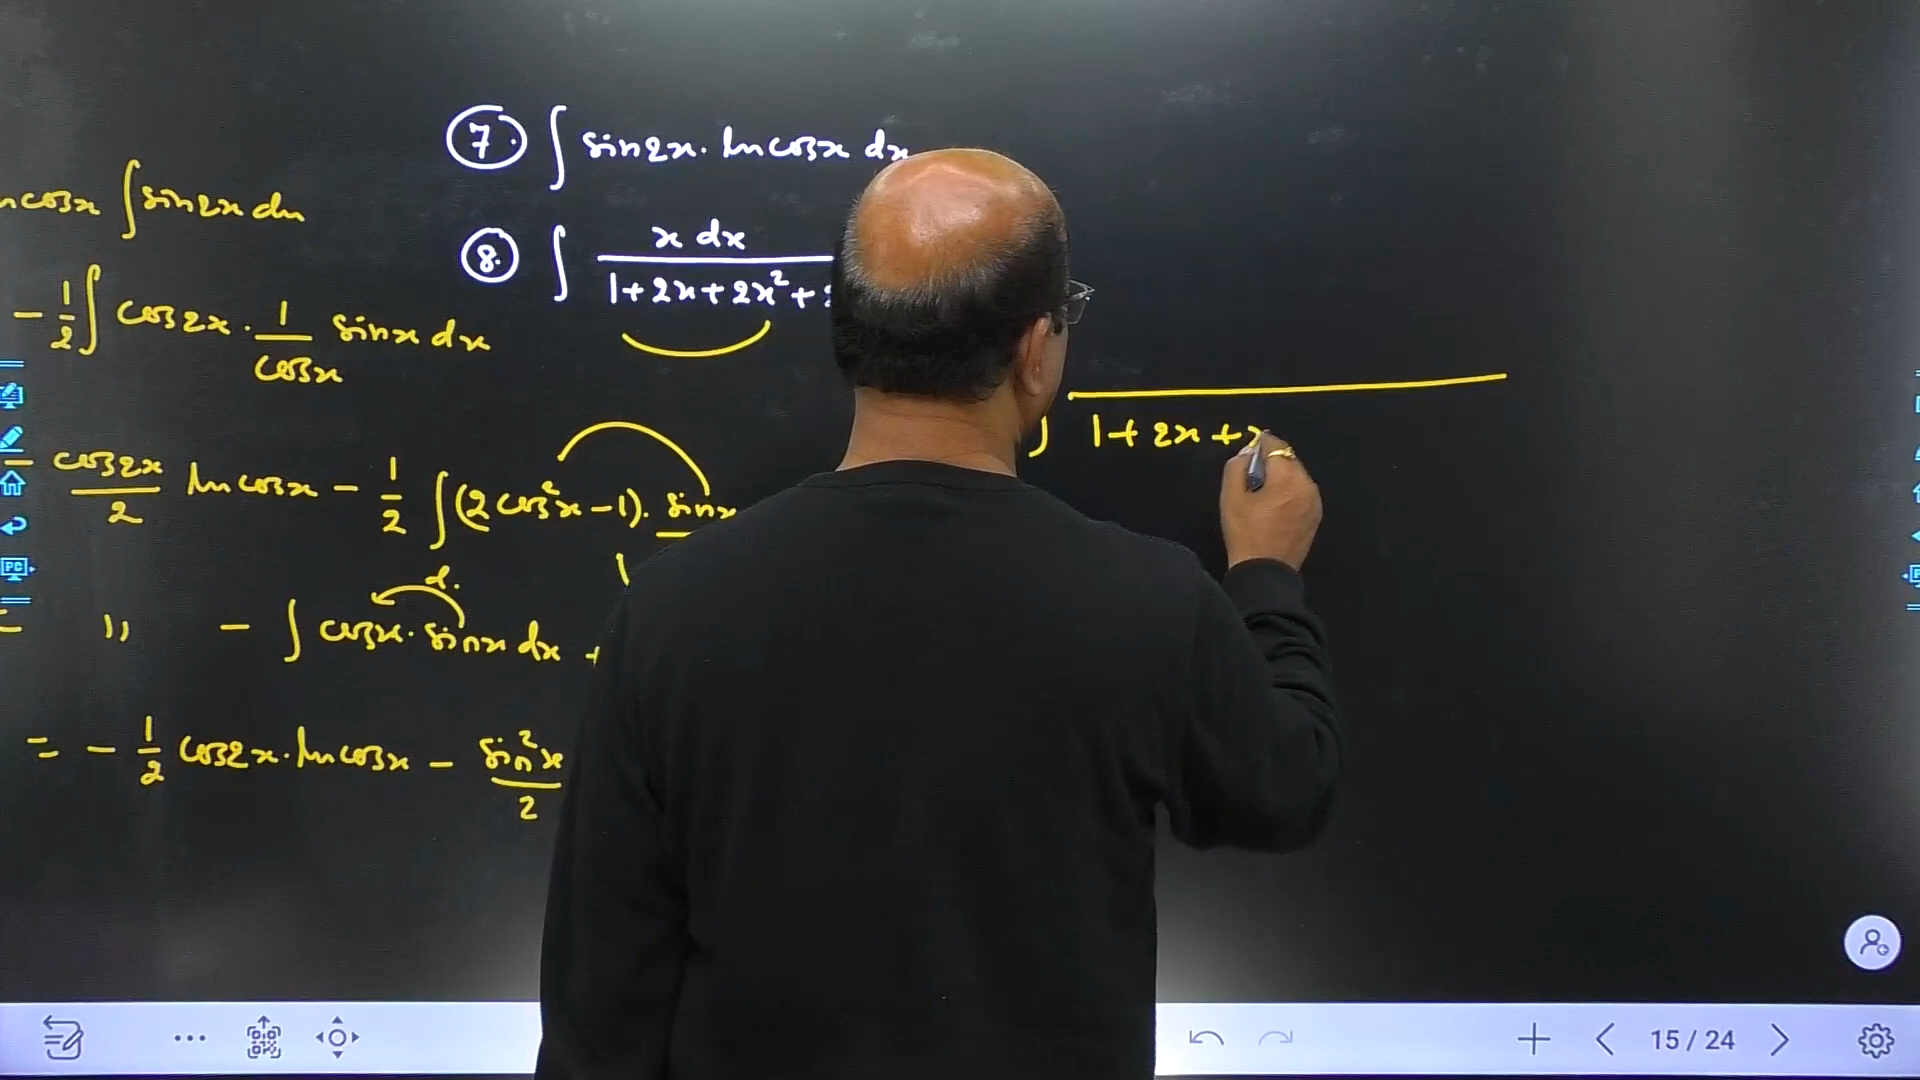 ⑦. ∫ sin2x. ln cosx dx
⑧. ∫ x dx / 1+2x+2x²+
cosx ∫ sin2x dx
- 1/2 ∫ cos2x · 1/cosx sinx dx
- cos2x/2 ln cosx - 1/2 ∫ (2cos²x-1). sinx
= " - ∫ cosx. sinx dx +
d.
= - 1/2 cos2x. ln cosx - sin²x/2
∫ 1+2x+
PC
15 / 24